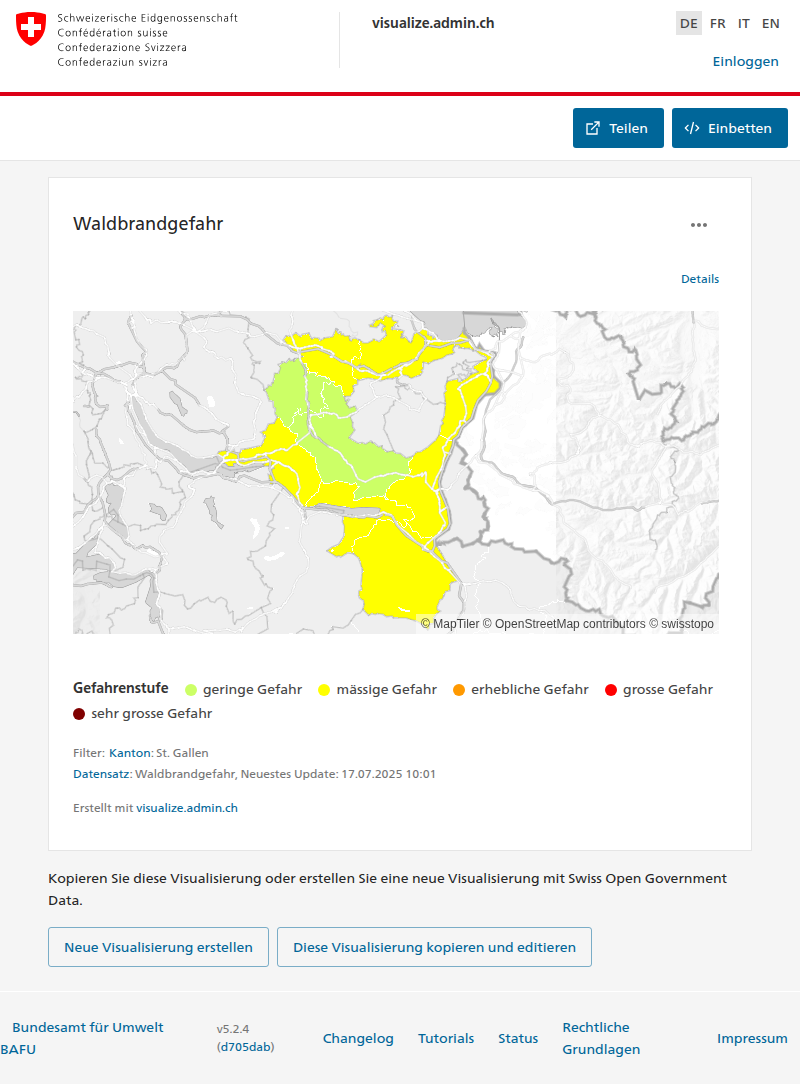 Schweizerische Eidgenossenschaft
Confédération suisse
Confederazione Svizzera
Confederaziun svizra
visualize.admin.ch
DE FR IT EN
Einloggen
Teilen
Einbetten
Waldbrandgefahr
Details
© MapTiler © OpenStreetMap contributors © swisstopo
Gefahrenstufe geringe Gefahr mässige Gefahr erhebliche Gefahr grosse Gefahr
sehr grosse Gefahr
Filter: Kanton: St. Gallen
Datensatz: Waldbrandgefahr, Neuestes Update: 17.07.2025 10:01
Erstellt mit visualize.admin.ch
Kopieren Sie diese Visualisierung oder erstellen Sie eine neue Visualisierung mit Swiss Open Government
Data.
Neue Visualisierung erstellen
Diese Visualisierung kopieren und editieren
Bundesamt für Umwelt
BAFU
v5.2.4
(d705dab)
Changelog
Tutorials
Status
Rechtliche
Grundlagen
Impressum